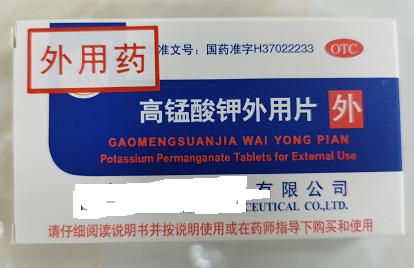 外用药
准文号：国药准字H37022233
OTC
高锰酸钾外用片 外
GAOMENGSUANJIA WAI YONG PIAN
Potassium Permanganate Tablets for External Use
有限公司
CEUTICAL CO.,LTD.
请仔细阅读说明书并按说明使用或在药师指导下购买和使用